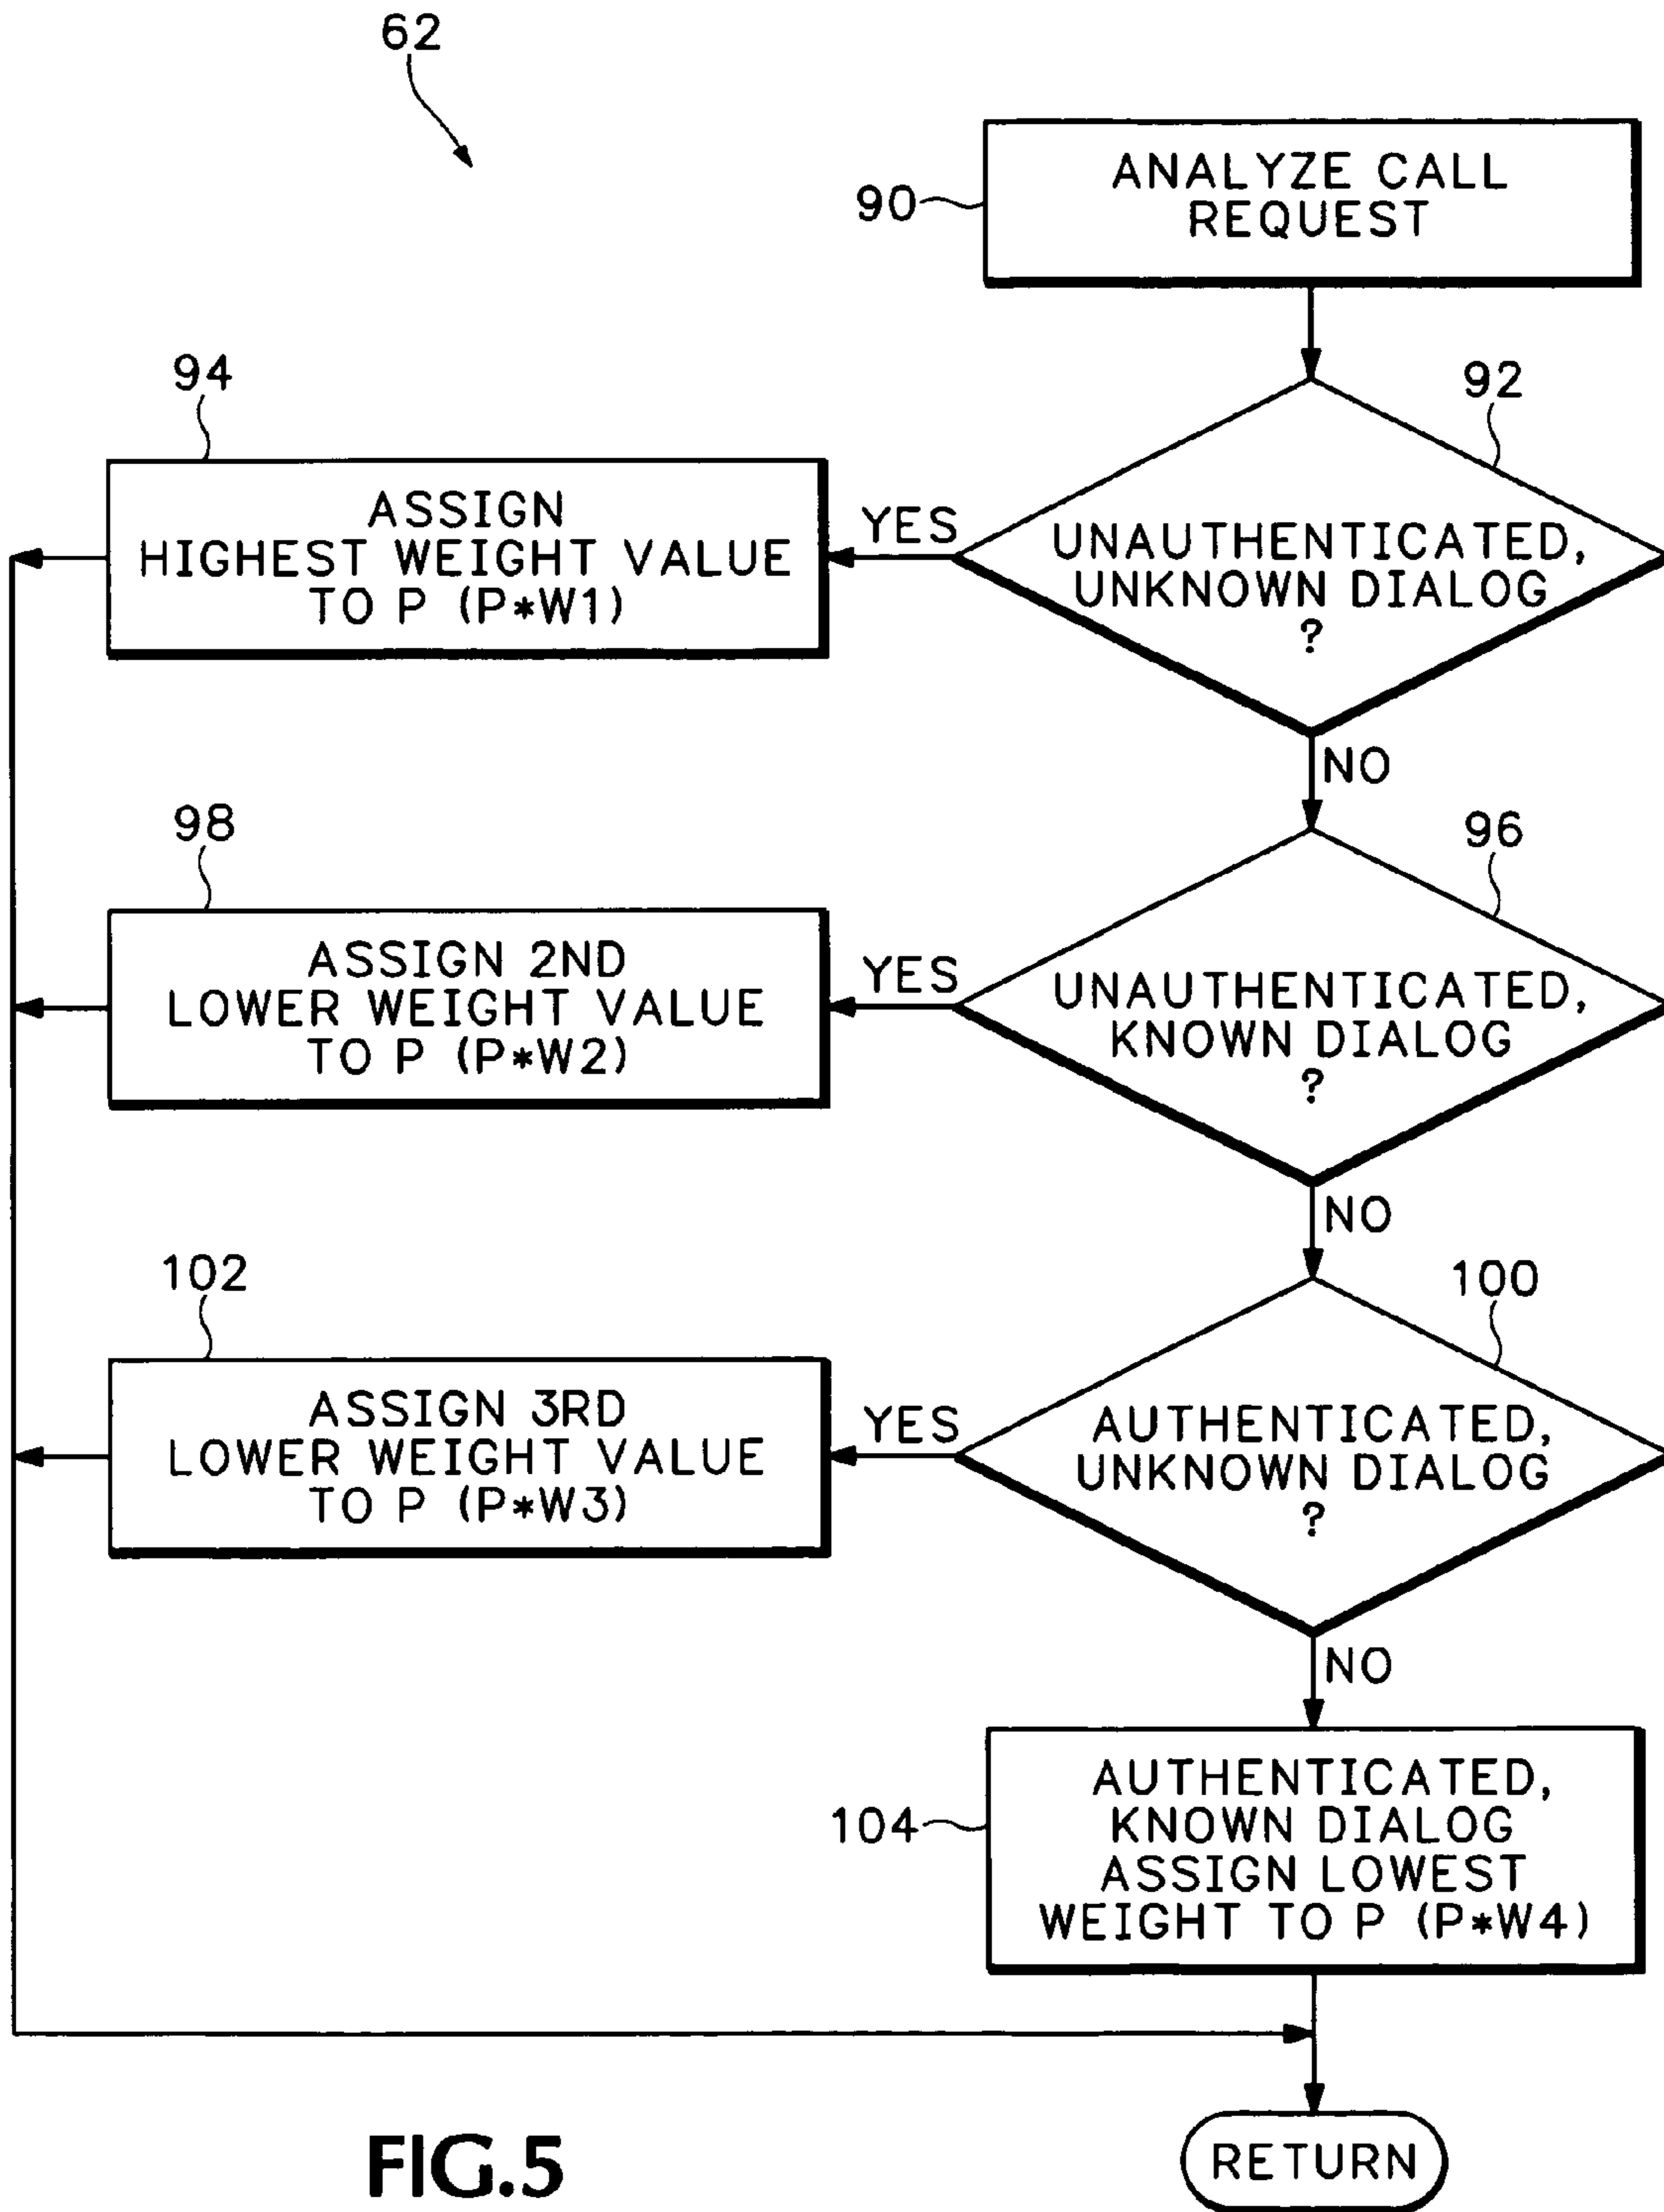 62
90
ANALYZE CALL
REQUEST
92
UNAUTHENTICATED,
UNKNOWN DIALOG
?
YES
94
ASSIGN
HIGHEST WEIGHT VALUE
TO P (P*W1)
NO
96
UNAUTHENTICATED,
KNOWN DIALOG
?
YES
98
ASSIGN 2ND
LOWER WEIGHT VALUE
TO P (P*W2)
NO
100
AUTHENTICATED,
UNKNOWN DIALOG
?
YES
102
ASSIGN 3RD
LOWER WEIGHT VALUE
TO P (P*W3)
NO
104
AUTHENTICATED,
KNOWN DIALOG
ASSIGN LOWEST
WEIGHT TO P (P*W4)
RETURN
FIG.5